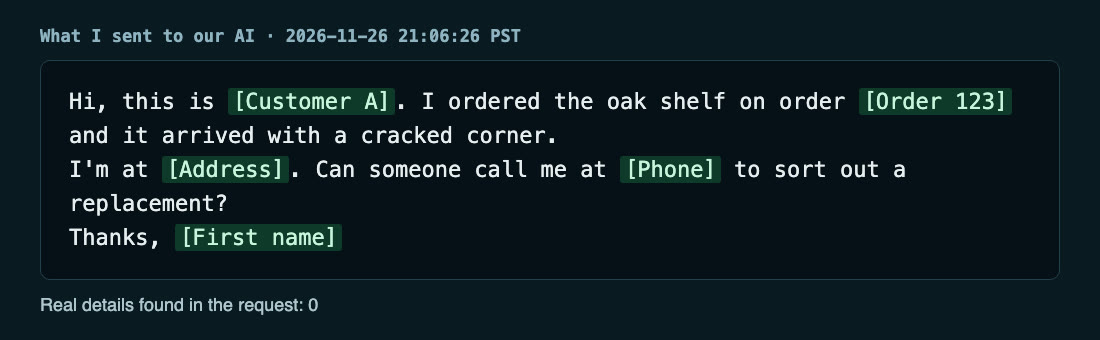 What I sent to our AI · 2026-11-26 21:06:26 PST
Hi, this is [Customer A]. I ordered the oak shelf on order [Order 123]
and it arrived with a cracked corner.
I'm at [Address]. Can someone call me at [Phone] to sort out a
replacement?
Thanks, [First name]
Real details found in the request: 0